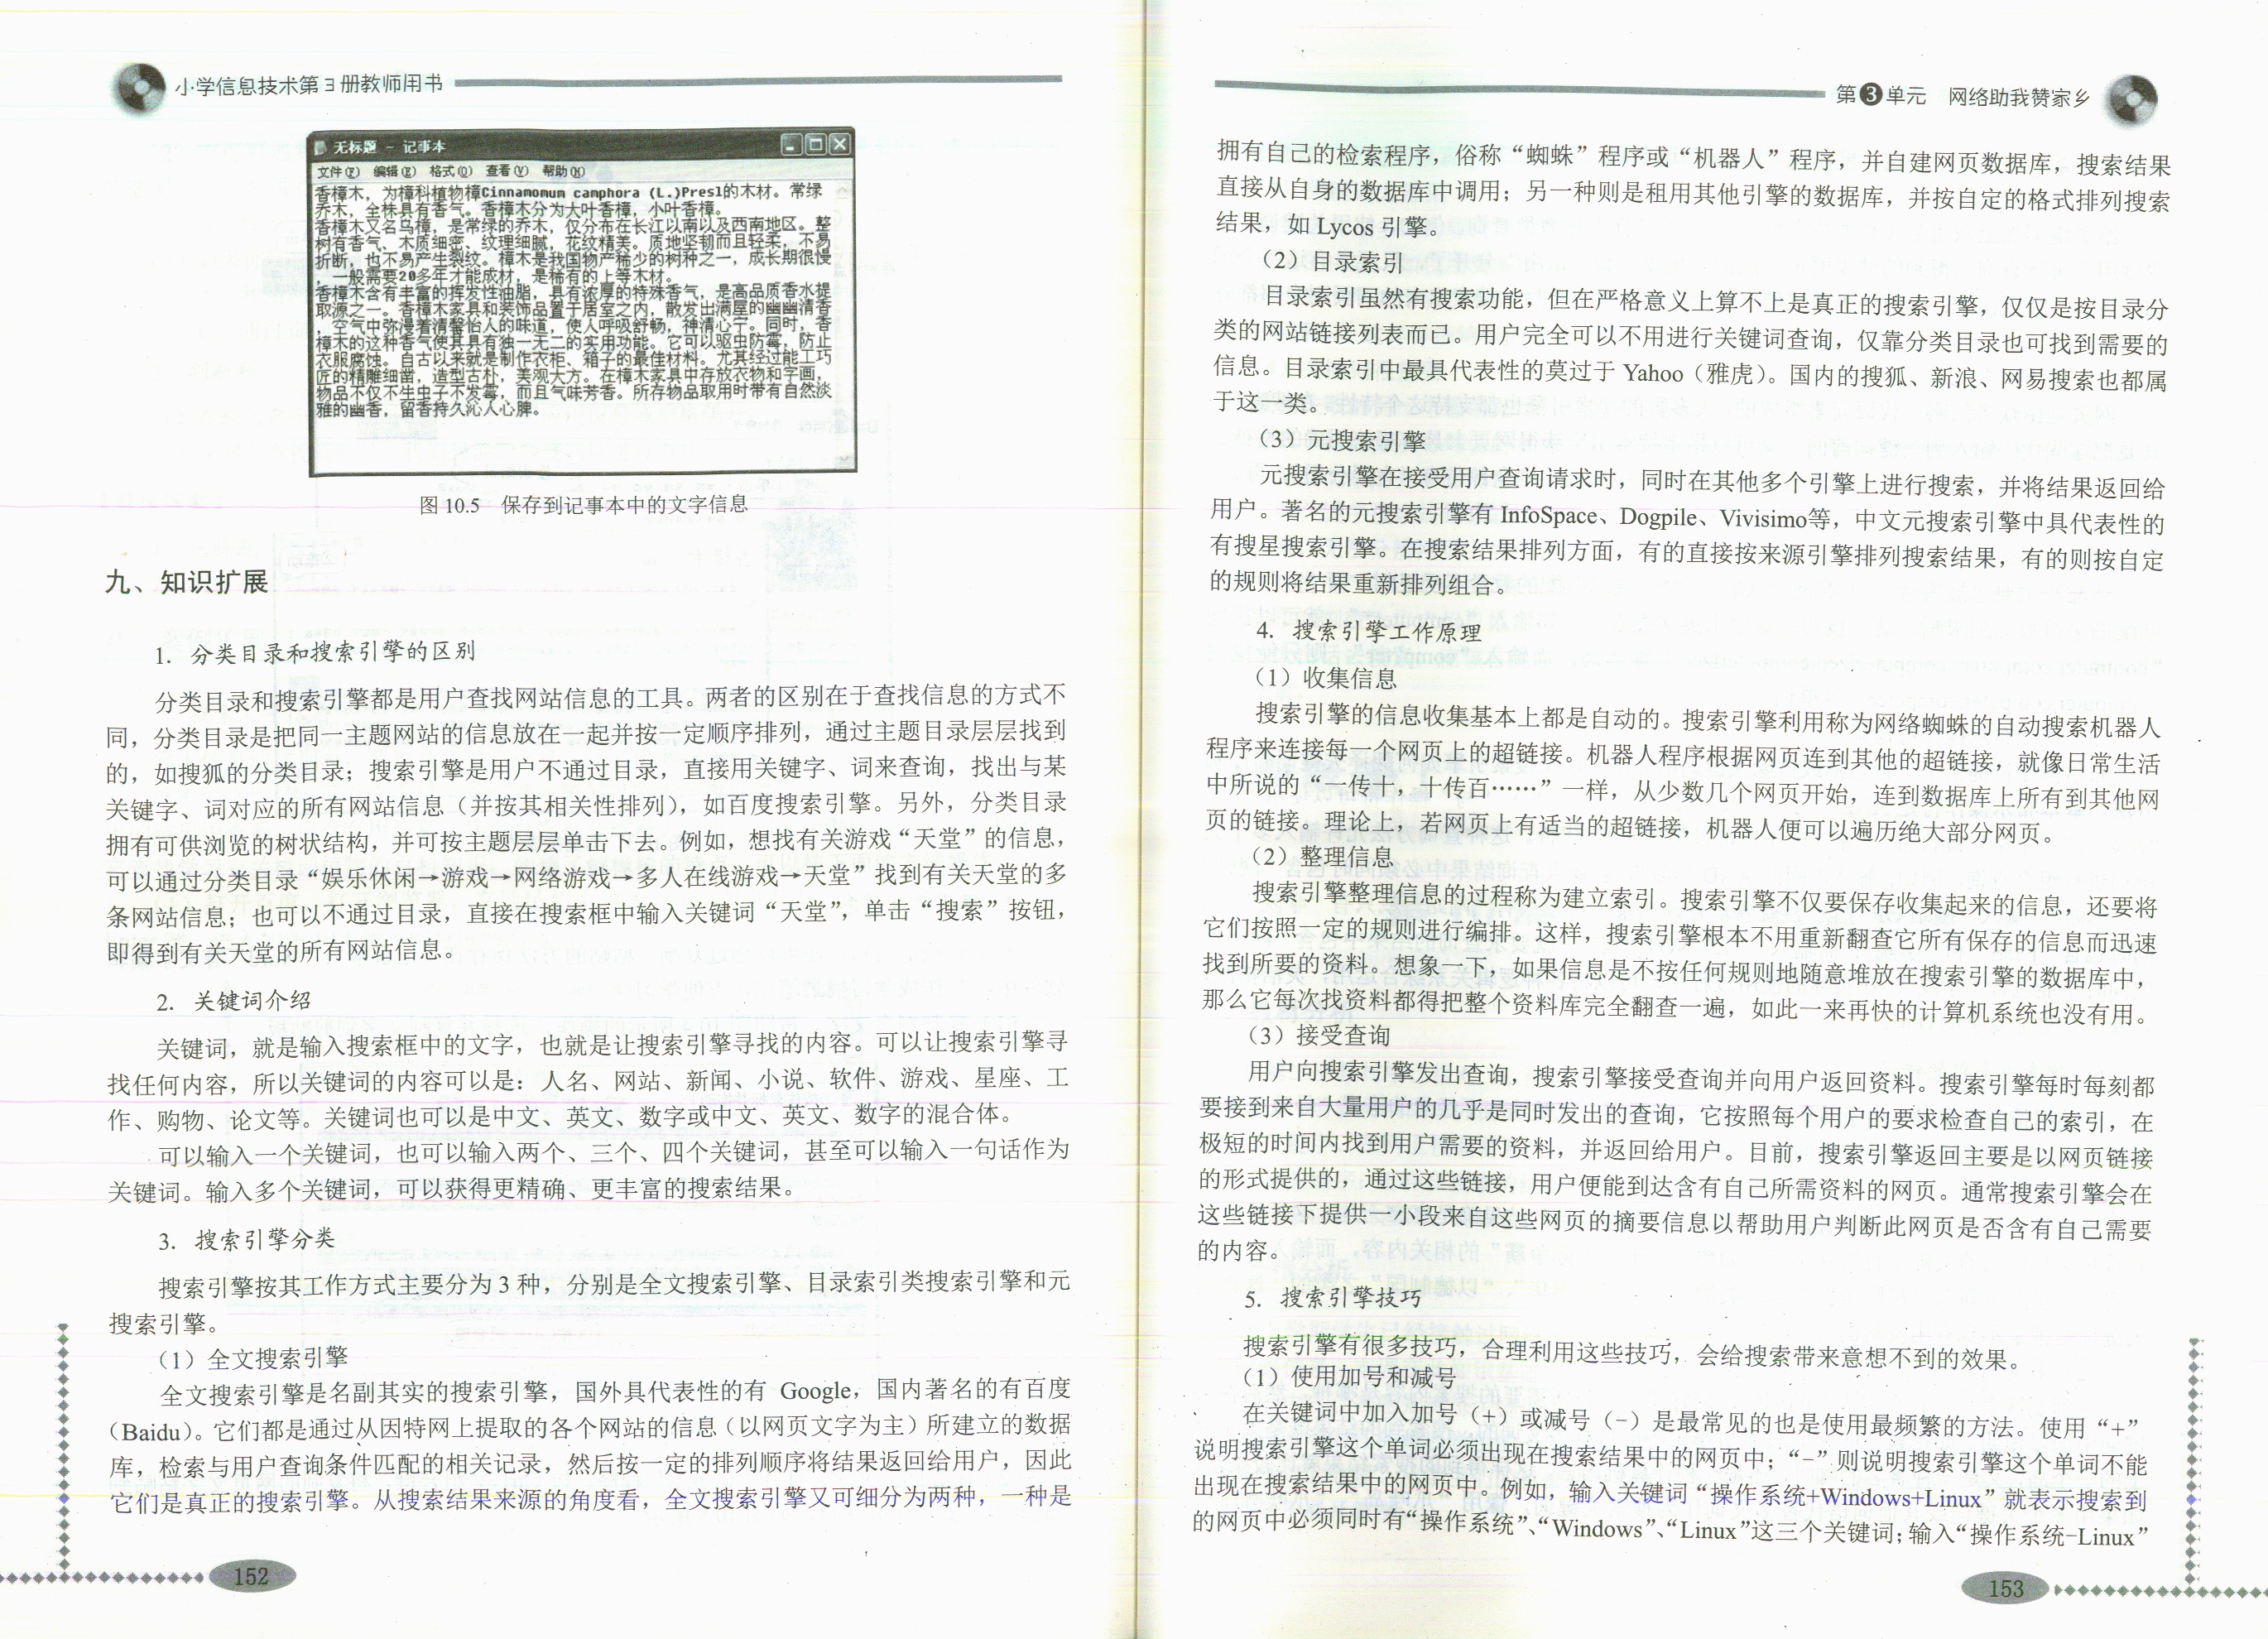 小学信息技术第3册教师用书
无标题 - 记事本
文件(F) 编辑(E) 格式(O) 查看(V) 帮助(H)
香樟木，为樟科植物樟Cinnamomum camphora (L.)Presl的木材。常绿
乔木，全株具有香气。香樟木分为大叶香樟，小叶香樟。
香樟木又名乌樟，是常绿的乔木，仅分布在长江以南以及西南地区。整
树有香气、木质细密、纹理细腻，花纹精美。质地坚韧而且轻柔，不易
折断，也不易产生裂纹。樟木是我国物产稀少的树种之一，成长期很慢
，一般需要20多年才能成材，是稀有的上等木材。
香樟木含有丰富的挥发性油脂，具有浓厚的特殊香气，是高品质香水提
取源之一。香樟木家具和装饰品置于居室之内，散发出满屋的幽幽清香
，空气中弥漫着清馨怡人的味道，使人呼吸舒畅，神清心宁。同时，香
樟木的这种香气使其具有独一无二的实用功能。它可以驱虫防霉，防止
衣服腐蚀。自古以来就是制作衣柜、箱子的最佳材料。尤其经过能工巧
匠的精雕细凿，造型古朴，美观大方。在樟木家具中存放衣物和字画，
物品不仅不生虫子不发霉，而且气味芳香。所存物品取用时带有自然淡
雅的幽香，留香持久沁人心脾。
图 10.5 保存到记事本中的文字信息
九、知识扩展
1. 分类目录和搜索引擎的区别
分类目录和搜索引擎都是用户查找网站信息的工具。两者的区别在于查找信息的方式不
同，分类目录是把同一主题网站的信息放在一起并按一定顺序排列，通过主题目录层层找到
的，如搜狐的分类目录；搜索引擎是用户不通过目录，直接用关键字、词来查询，找出与某
关键字、词对应的所有网站信息（并按其相关性排列），如百度搜索引擎。另外，分类目录
拥有可供浏览的树状结构，并可按主题层层单击下去。例如，想找有关游戏“天堂”的信息，
可以通过分类目录“娱乐休闲→游戏→网络游戏→多人在线游戏→天堂”找到有关天堂的多
条网站信息；也可以不通过目录，直接在搜索框中输入关键词“天堂”，单击“搜索”按钮，
即得到有关天堂的所有网站信息。
2. 关键词介绍
关键词，就是输入搜索框中的文字，也就是让搜索引擎寻找的内容。可以让搜索引擎寻
找任何内容，所以关键词的内容可以是：人名、网站、新闻、小说、软件、游戏、星座、工
作、购物、论文等。关键词也可以是中文、英文、数字或中文、英文、数字的混合体。
可以输入一个关键词，也可以输入两个、三个、四个关键词，甚至可以输入一句话作为
关键词。输入多个关键词，可以获得更精确、更丰富的搜索结果。
3. 搜索引擎分类
搜索引擎按其工作方式主要分为 3 种，分别是全文搜索引擎、目录索引类搜索引擎和元
搜索引擎。
（1）全文搜索引擎
全文搜索引擎是名副其实的搜索引擎，国外具代表性的有 Google，国内著名的有百度
（Baidu）。它们都是通过从因特网上提取的各个网站的信息（以网页文字为主）所建立的数据
库，检索与用户查询条件匹配的相关记录，然后按一定的排列顺序将结果返回给用户，因此
它们是真正的搜索引擎。从搜索结果来源的角度看，全文搜索引擎又可细分为两种，一种是
152
第3单元 网络助我赞家乡
拥有自己的检索程序，俗称“蜘蛛”程序或“机器人”程序，并自建网页数据库，搜索结果
直接从自身的数据库中调用；另一种则是租用其他引擎的数据库，并按自定的格式排列搜索
结果，如 Lycos 引擎。
（2）目录索引
目录索引虽然有搜索功能，但在严格意义上算不上是真正的搜索引擎，仅仅是按目录分
类的网站链接列表而已。用户完全可以不用进行关键词查询，仅靠分类目录也可找到需要的
信息。目录索引中最具代表性的莫过于 Yahoo（雅虎）。国内的搜狐、新浪、网易搜索也都属
于这一类。
（3）元搜索引擎
元搜索引擎在接受用户查询请求时，同时在其他多个引擎上进行搜索，并将结果返回给
用户。著名的元搜索引擎有 InfoSpace、Dogpile、Vivisimo等，中文元搜索引擎中具代表性的
有搜星搜索引擎。在搜索结果排列方面，有的直接按来源引擎排列搜索结果，有的则按自定
的规则将结果重新排列组合。
4. 搜索引擎工作原理
（1）收集信息
搜索引擎的信息收集基本上都是自动的。搜索引擎利用称为网络蜘蛛的自动搜索机器人
程序来连接每一个网页上的超链接。机器人程序根据网页连到其他的超链接，就像日常生活
中所说的“一传十，十传百……”一样，从少数几个网页开始，连到数据库上所有到其他网
页的链接。理论上，若网页上有适当的超链接，机器人便可以遍历绝大部分网页。
（2）整理信息
搜索引擎整理信息的过程称为建立索引。搜索引擎不仅要保存收集起来的信息，还要将
它们按照一定的规则进行编排。这样，搜索引擎根本不用重新翻查它所有保存的信息而迅速
找到所要的资料。想象一下，如果信息是不按任何规则地随意堆放在搜索引擎的数据库中，
那么它每次找资料都得把整个资料库完全翻查一遍，如此一来再快的计算机系统也没有用。
（3）接受查询
用户向搜索引擎发出查询，搜索引擎接受查询并向用户返回资料。搜索引擎每时每刻都
要接到来自大量用户的几乎是同时发出的查询，它按照每个用户的要求检查自己的索引，在
极短的时间内找到用户需要的资料，并返回给用户。目前，搜索引擎返回主要是以网页链接
的形式提供的，通过这些链接，用户便能到达含有自己所需资料的网页。通常搜索引擎会在
这些链接下提供一小段来自这些网页的摘要信息以帮助用户判断此网页是否含有自己需要
的内容。
5. 搜索引擎技巧
搜索引擎有很多技巧，合理利用这些技巧，会给搜索带来意想不到的效果。
（1）使用加号和减号
在关键词中加入加号（+）或减号（-）是最常见的也是使用最频繁的方法。使用“+”
说明搜索引擎这个单词必须出现在搜索结果中的网页中；“-”则说明搜索引擎这个单词不能
出现在搜索结果中的网页中。例如，输入关键词“操作系统+Windows+Linux”就表示搜索到
的网页中必须同时有“操作系统”、“Windows”、“Linux”这三个关键词；输入“操作系统-Linux”
153